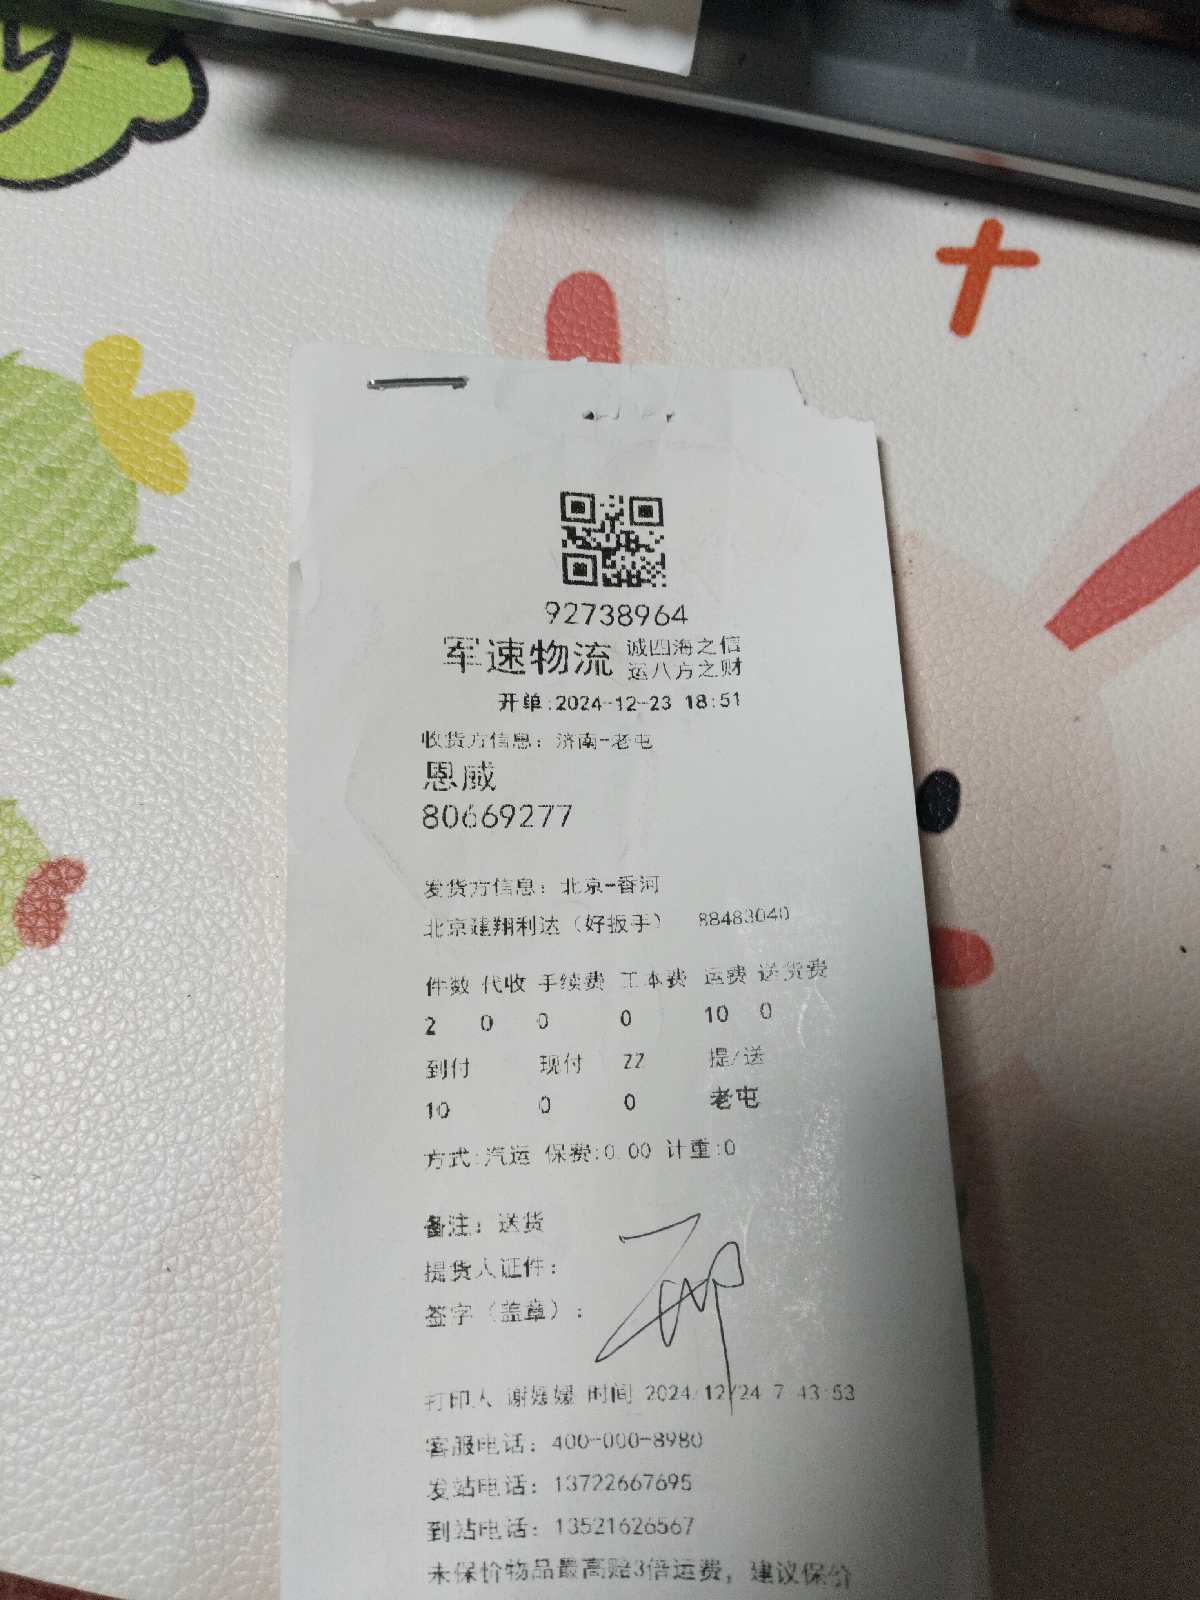 92738964
军速物流 诚四海之信
运八方之财
开单:2024-12-23 18:51
收货方信息: 济南-老屯
恩威
80669277
发货方信息: 北京-香河
北京建翔利达（好扳手） 88483040
件数 代收 手续费 工本费 运费 送货费
2 0 0 0 10 0
到付 现付 ZZ 提/送
10 0 0 老屯
方式:汽运 保费:0.00 计重:0
备注: 送货
提货人证件:
签字（盖章）:
打印人 谢媛媛 时间 2024/12/24 7:43:53
客服电话: 400-000-8980
发站电话: 13722667695
到站电话: 13521626567
未保价物品最高赔3倍运费, 建议保价